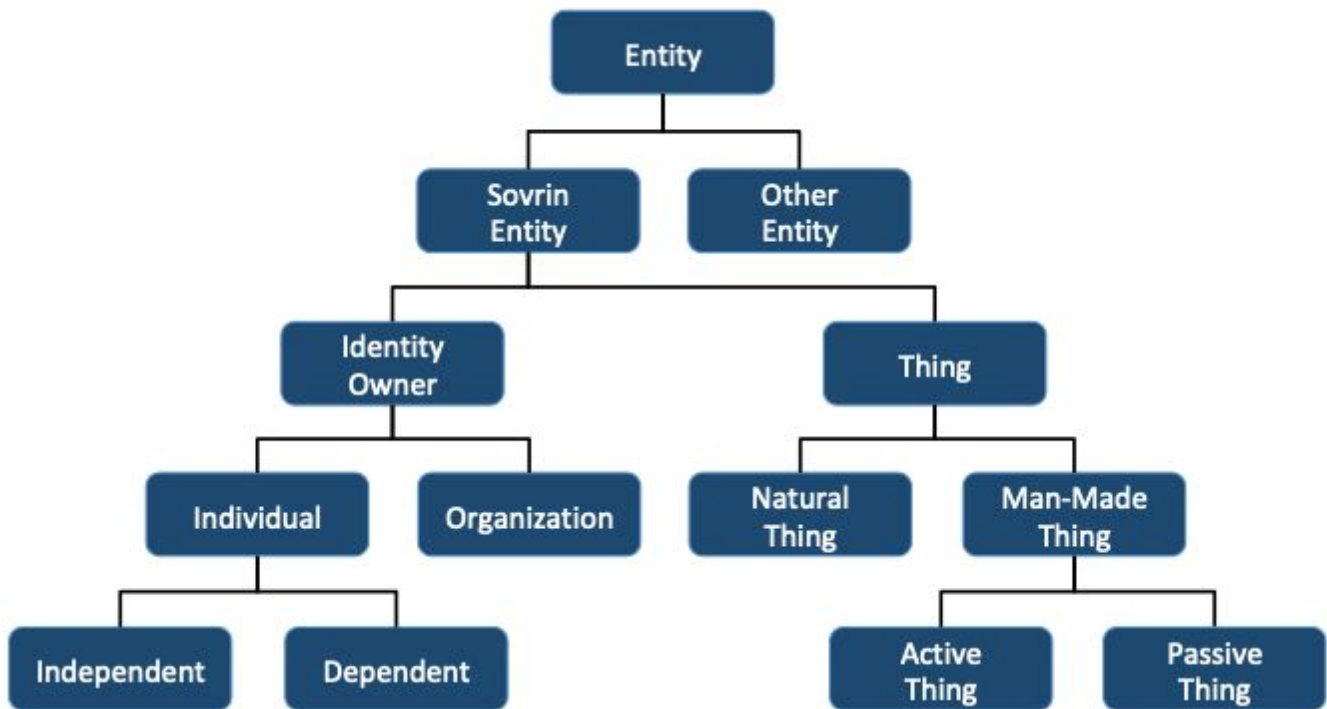 Entity
Sovrin
Entity
Other
Entity
Identity
Owner
Thing
Individual
Organization
Natural
Thing
Man-Made
Thing
Independent
Dependent
Active
Thing
Passive
Thing